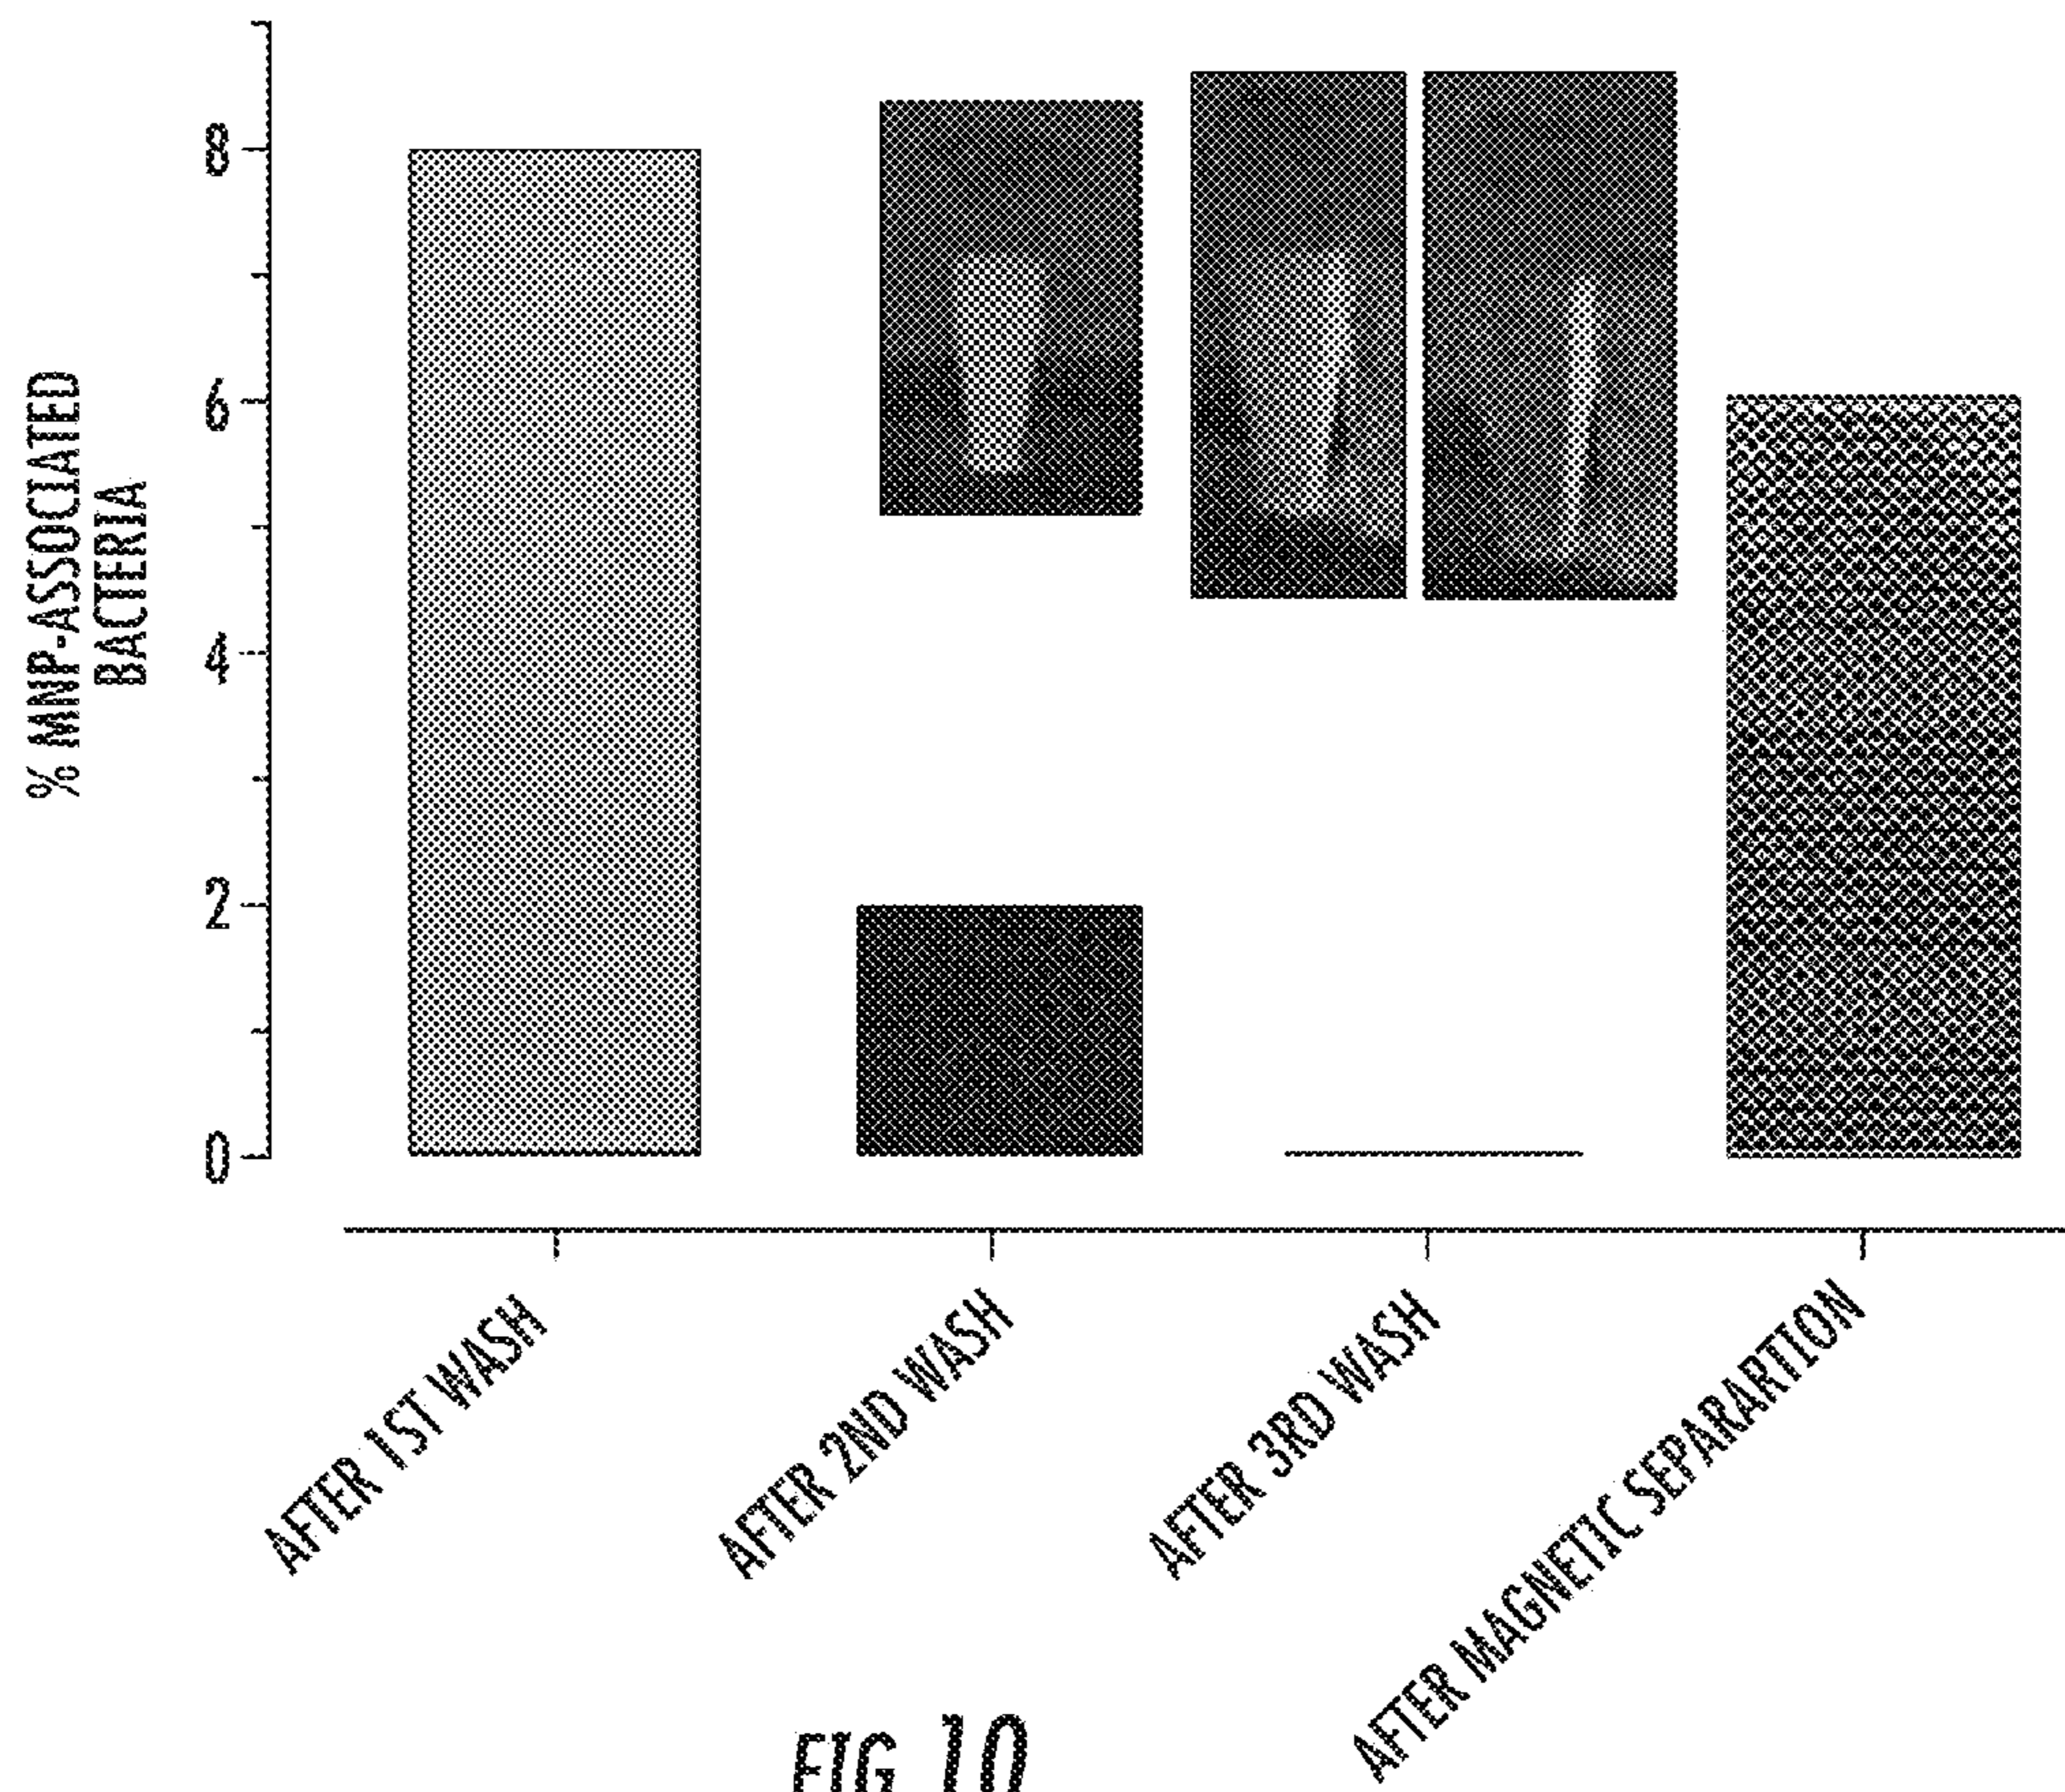 % MNP-ASSOCIATED
BACTERIA
8
6
4
2
0
AFTER 1ST WASH
AFTER 2ND WASH
AFTER 3RD WASH
AFTER MAGNETIC SEPARARTION
FIG. 10